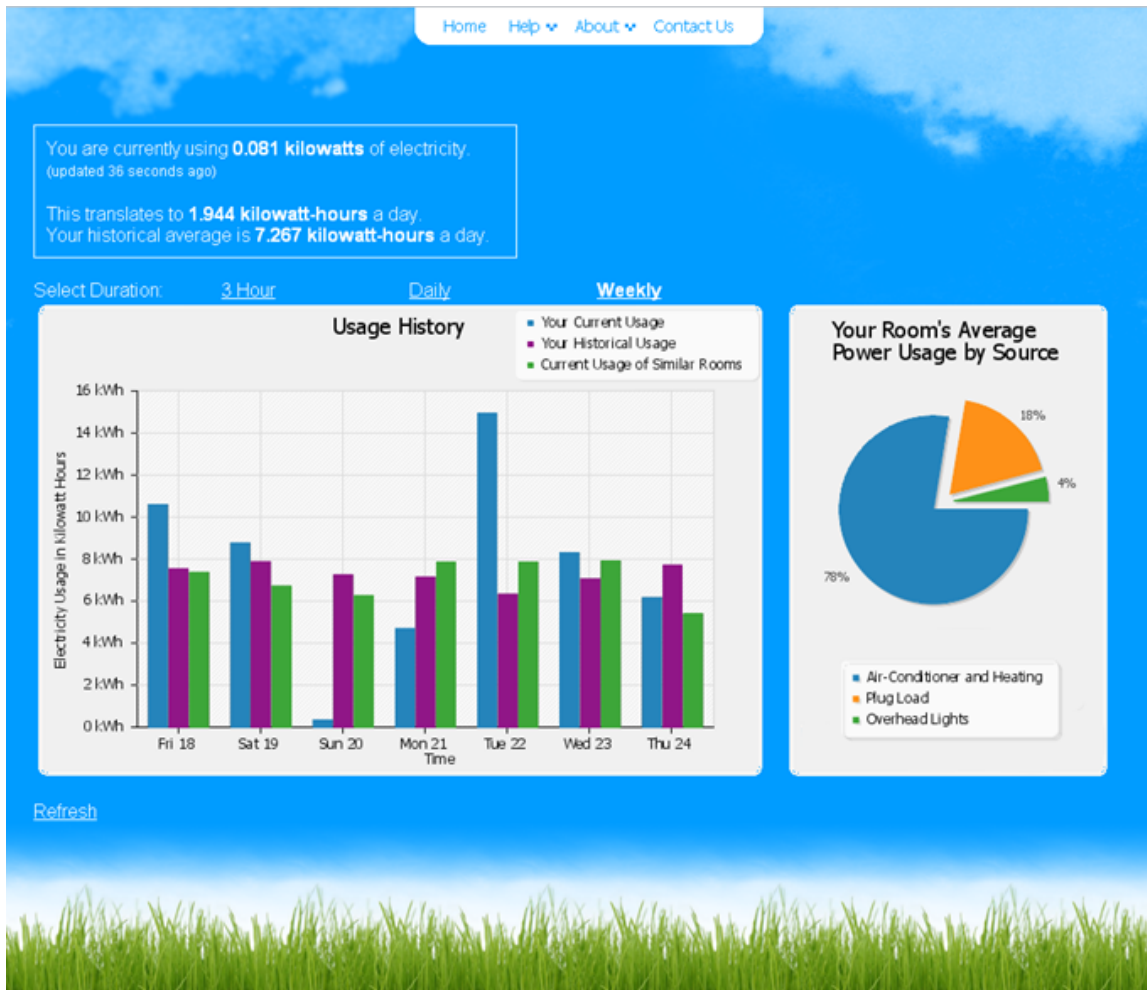 Home Help About Contact Us
You are currently using 0.081 kilowatts of electricity.
(updated 36 seconds ago)
This translates to 1.944 kilowatt-hours a day.
Your historical average is 7.267 kilowatt-hours a day.
Select Duration: 3 Hour Daily Weekly
Usage History
Your Current Usage
Your Historical Usage
Current Usage of Similar Rooms
Electricity Usage in Kilowatt Hours
16 kWh
14 kWh
12 kWh
10 kWh
8 kWh
6 kWh
4 kWh
2 kWh
0 kWh
Fri 18 Sat 19 Sun 20 Mon 21 Tue 22 Wed 23 Thu 24
Time
Your Room's Average
Power Usage by Source
18%
4%
78%
Air-Conditioner and Heating
Plug Load
Overhead Lights
Refresh